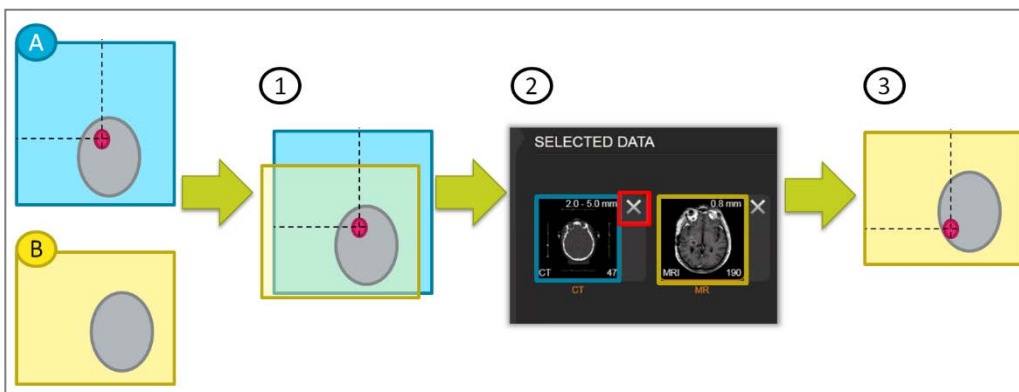 A
B
1
2
3
SELECTED DATA
2.0 - 5.0 mm
CT
47
CT
0.8 mm
MRI
190
MR